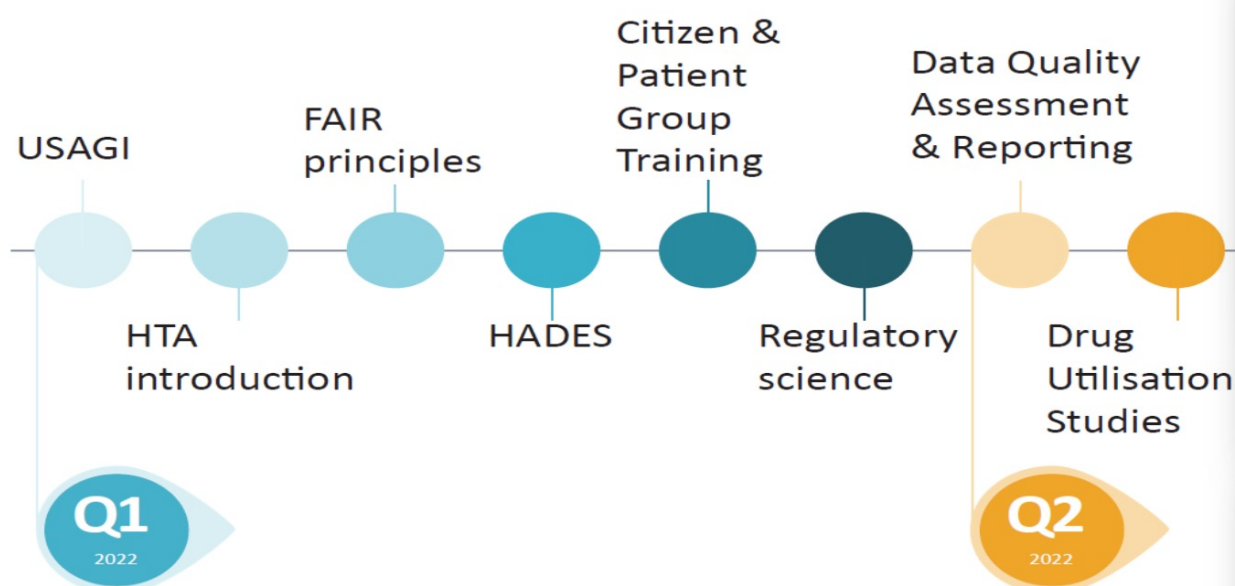 USAGI
HTA
introduction
FAIR
principles
HADES
Citizen &
Patient
Group
Training
Regulatory
science
Data Quality
Assessment
& Reporting
Drug
Utilisation
Studies
Q1
2022
Q2
2022